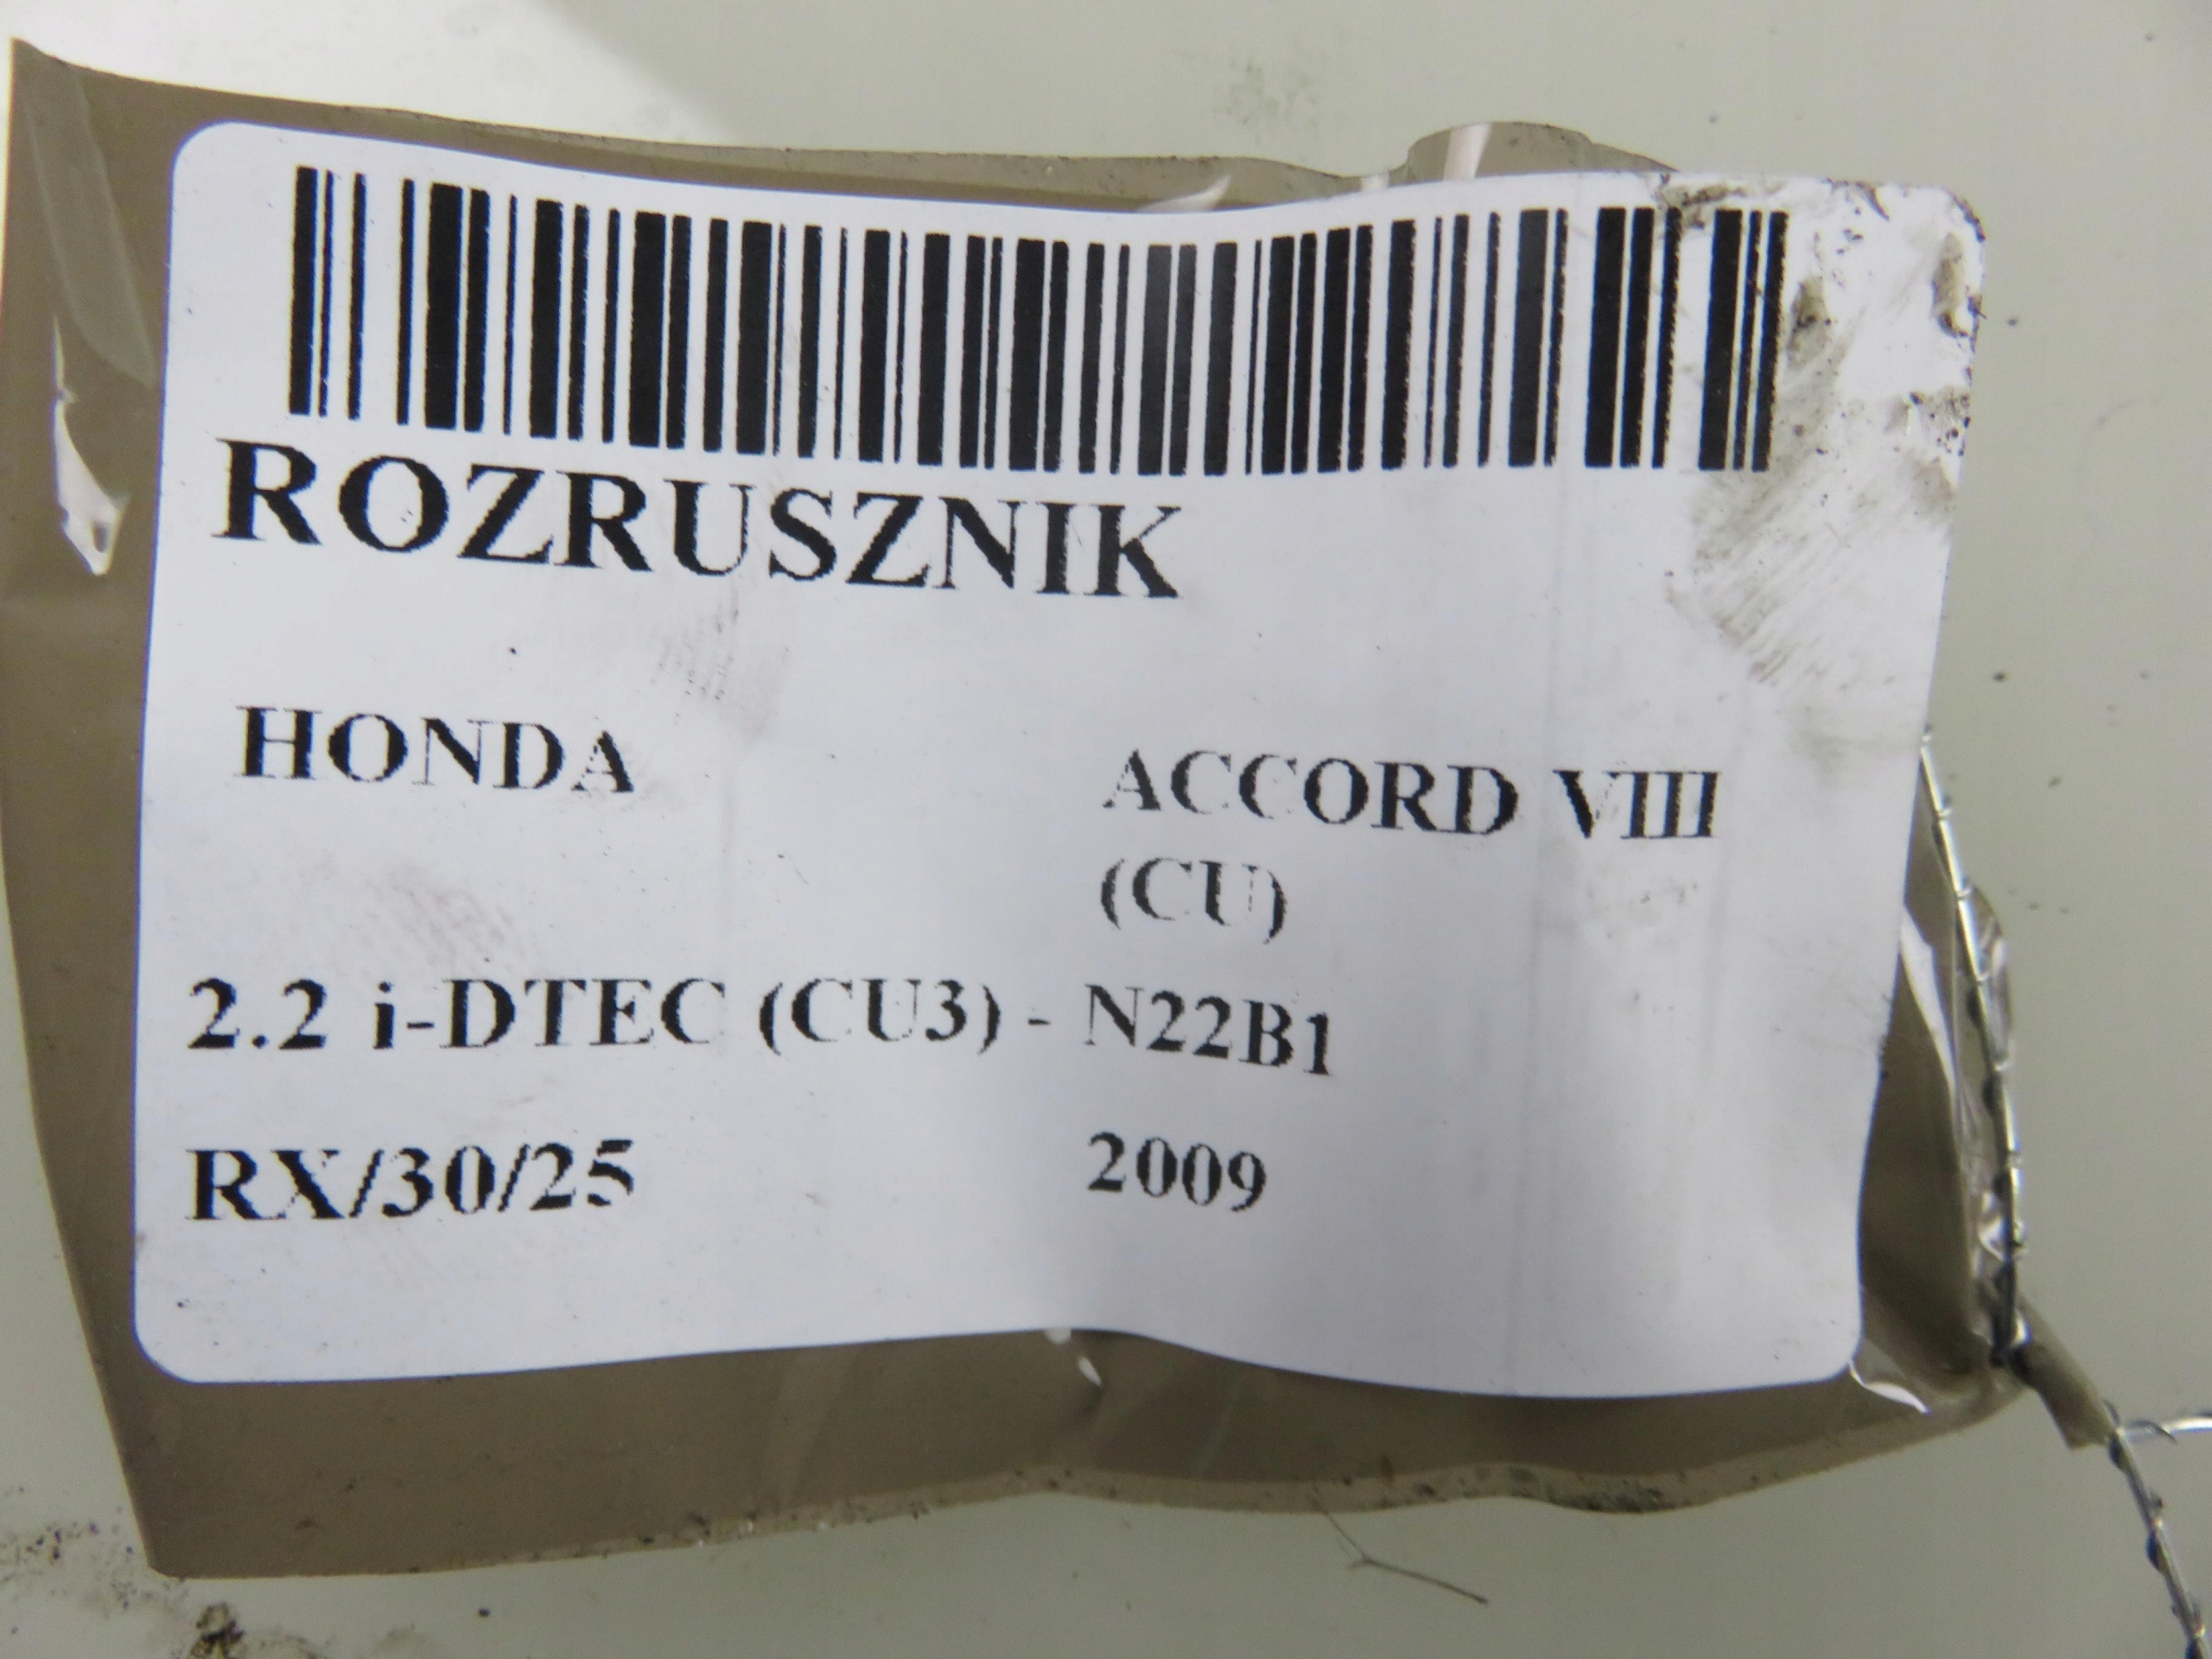 ROZRUSZNIK
HONDA ACCORD VIII
(CU)
2.2 i-DTEC (CU3) - N22B1
RX/30/25 2009